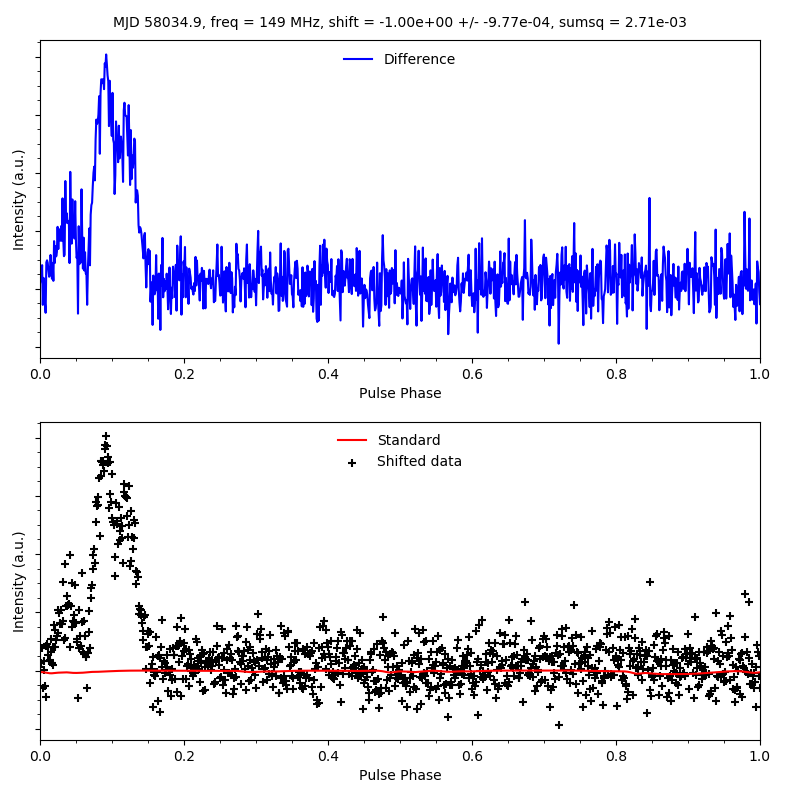 MJD 58034.9, freq = 149 MHz, shift = -1.00e+00 +/- -9.77e-04, sumsq = 2.71e-03
Difference
Intensity (a.u.)
0.0 0.2 0.4 0.6 0.8 1.0
Pulse Phase
Standard
Shifted data
Intensity (a.u.)
0.0 0.2 0.4 0.6 0.8 1.0
Pulse Phase